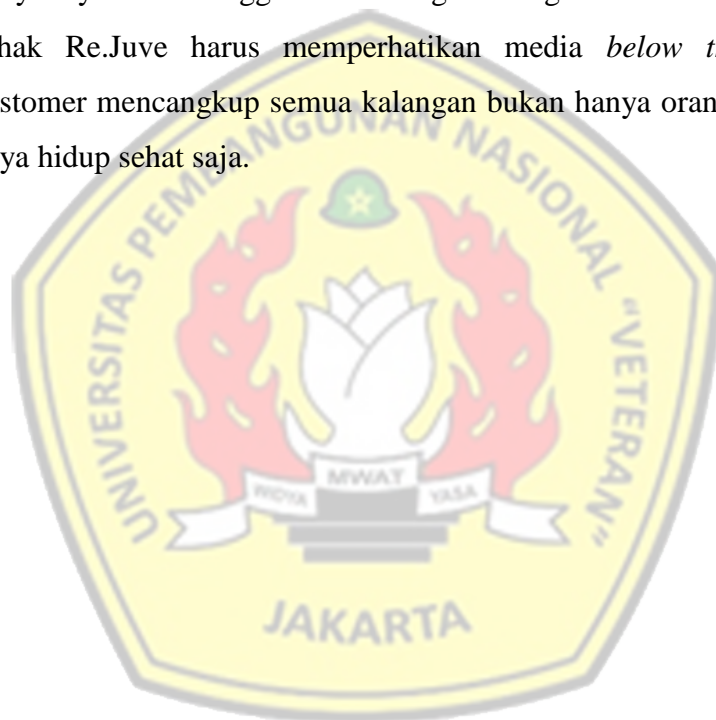 hak Re.Juve harus memperhatikan media below
stomer mencangkup semua kalangan bukan hanya
ya hidup sehat saja.
UNIVERSITAS PEMBANGUNAN NASIONAL "VETERAN"
WIDYA MWAT YASA
JAKARTA